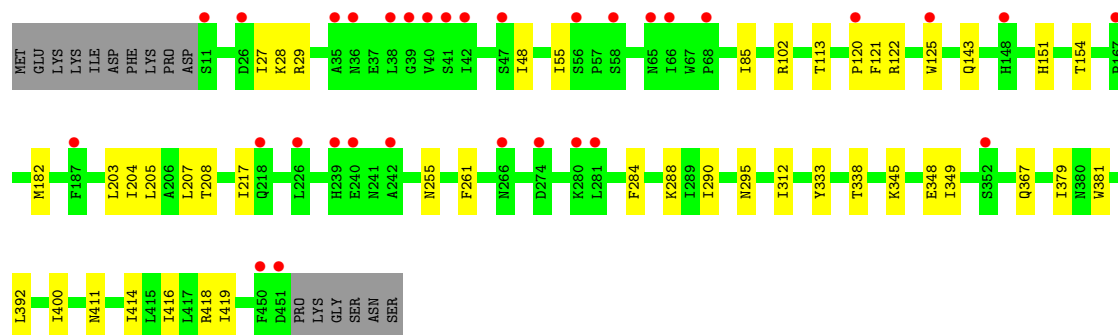 MET GLU LYS LYS ILE ASP PHE LYS PRO ASP S11 D26 I27 K28 R29 A35 N36 E37 L38 G39 V40 S41 I42 S47 I48 I55 S56 P57 S58 N65 I66 W67 P68 I85 R102 T113 P120 F121 R122 W125 Q143 H148 H151 T154
M182 F187 L203 I204 L205 A206 L207 T208 I217 Q218 L226 H239 E240 N241 A242 N255 F261 N266 D274 K280 L281 F284 K288 I289 I290 N295 I312 Y333 T338 K345 E348 I349 S352 Q367 I379 N380 W381
L392 I400 N411 I414 L415 I416 L417 R418 I419 F450 D451 PRO LYS GLY SER ASN SER